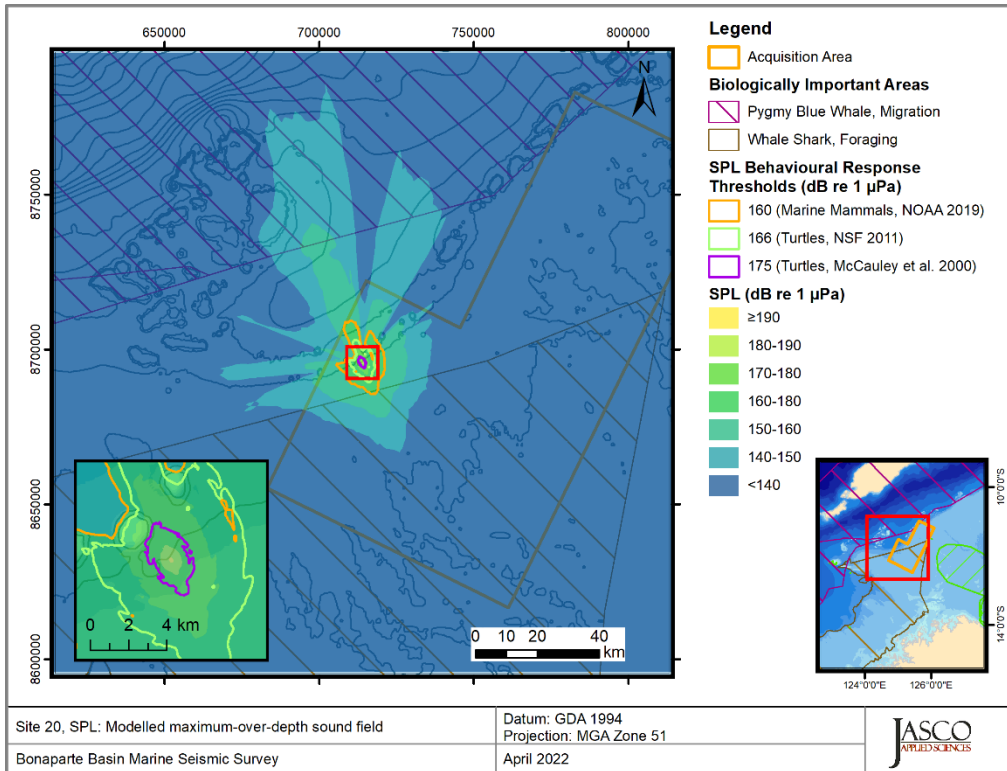 650000
700000
750000
800000
8750000
8700000
8650000
8600000
N
0 2 4 km
0 10 20 40
km
Legend
Acquisition Area
Biologically Important Areas
Pygmy Blue Whale, Migration
Whale Shark, Foraging
SPL Behavioural Response
Thresholds (dB re 1 µPa)
160 (Marine Mammals, NOAA 2019)
166 (Turtles, NSF 2011)
175 (Turtles, McCauley et al. 2000)
SPL (dB re 1 µPa)
≥190
180-190
170-180
160-180
150-160
140-150
<140
10°0'0"S
14°0'0"S
124°0'0"E 126°0'0"E
Site 20, SPL: Modelled maximum-over-depth sound field
Datum: GDA 1994
Projection: MGA Zone 51
Bonaparte Basin Marine Seismic Survey
April 2022
JASCO
APPLIED SCIENCES